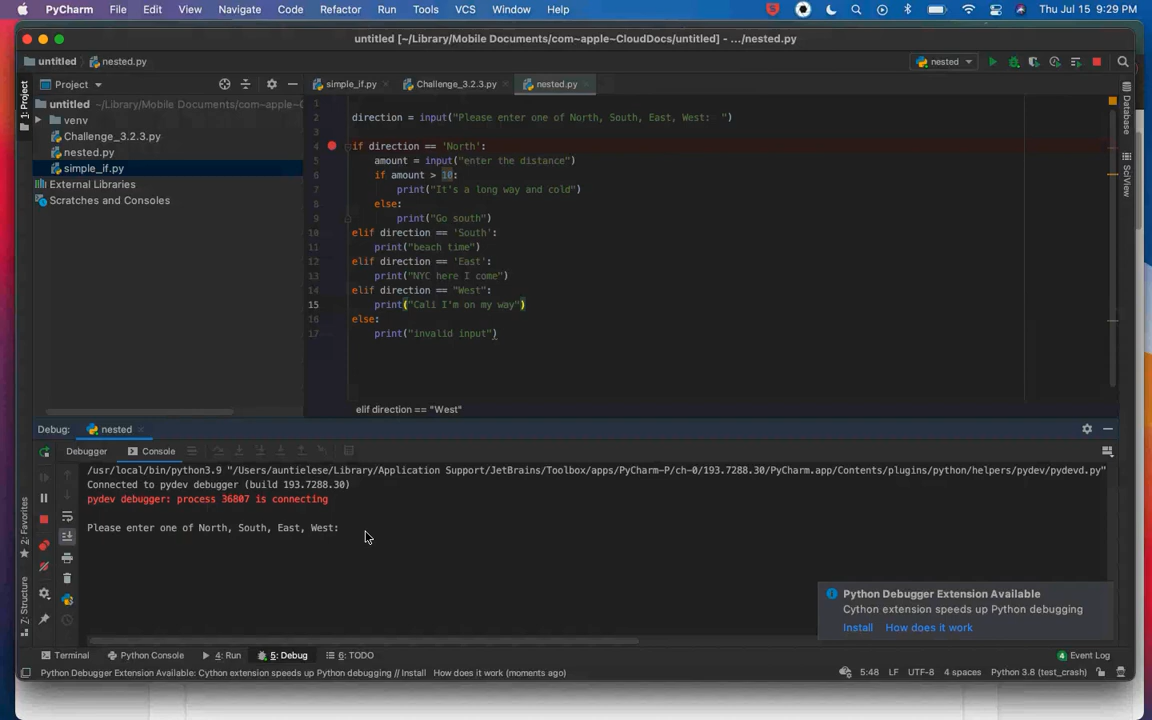 PyCharm File Edit View Navigate Code Refactor Run Tools VCS Window Help Thu Jul 15 9:29 PM
untitled [~/Library/Mobile Documents/com~apple~CloudDocs/untitled] - .../nested.py
untitled nested.py nested
Project simple_if.py Challenge_3.2.3.py nested.py
1: Project
untitled ~/Library/Mobile Documents/com~apple~C
venv
Challenge_3.2.3.py
nested.py
simple_if.py
External Libraries
Scratches and Consoles
1
2 direction = input("Please enter one of North, South, East, West:  ")
3
4 if direction == 'North':
5 amount = input("enter the distance")
6 if amount > 10:
7 print("It's a long way and cold")
8 else:
9 print("Go south")
10 elif direction == 'South':
11 print("beach time")
12 elif direction == 'East':
13 print("NYC here I come")
14 elif direction == "West":
15 print("Cali I'm on my way")
16 else:
17 print("invalid input")
elif direction == "West"
Database
SciView
Debug: nested
Debugger Console
/usr/local/bin/python3.9 "/Users/auntielese/Library/Application Support/JetBrains/Toolbox/apps/PyCharm-P/ch-0/193.7288.30/PyCharm.app/Contents/plugins/python/helpers/pydev/pydevd.py"
Connected to pydev debugger (build 193.7288.30)
pydev debugger: process 36807 is connecting
Please enter one of North, South, East, West:
2: Favorites
Z: Structure
Python Debugger Extension Available
Cython extension speeds up Python debugging
Install How does it work
Terminal Python Console 4: Run 5: Debug 6: TODO 4 Event Log
Python Debugger Extension Available: Cython extension speeds up Python debugging // Install How does it work (moments ago) 5:48 LF UTF-8 4 spaces Python 3.8 (test_crash)